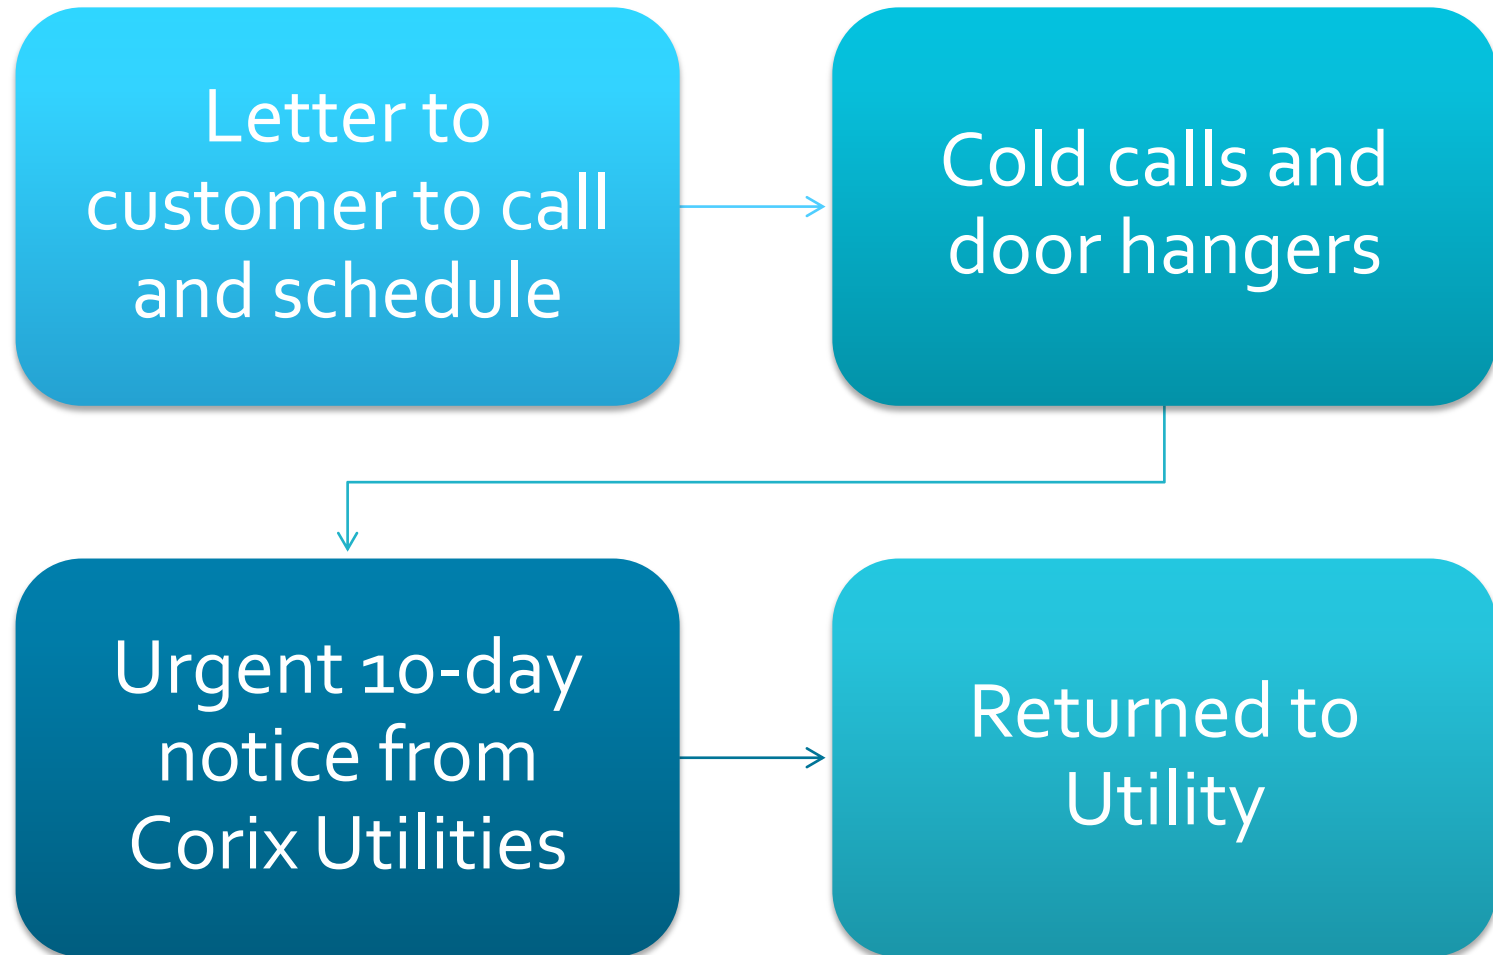 Letter to
customer to call
and schedule
Cold calls and
door hangers
Urgent 10-day
notice from
Corix Utilities
Returned to
Utility